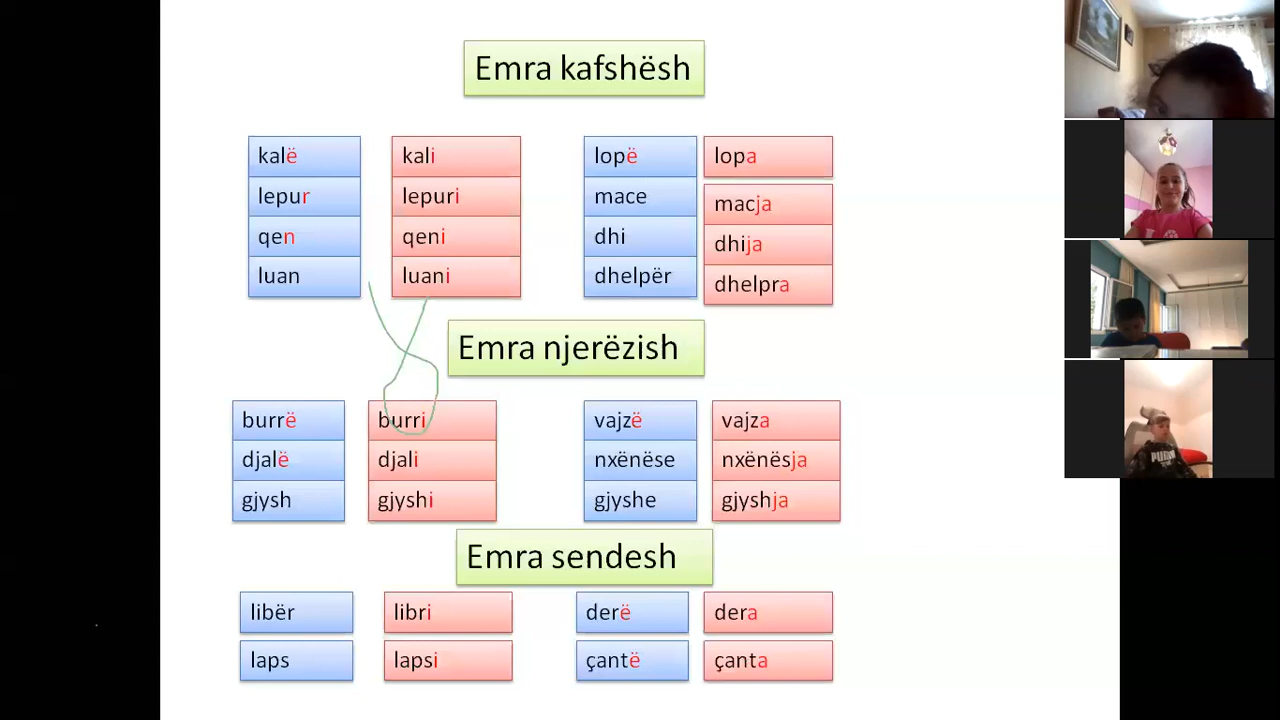 Emra kafshësh
kalë kali lopë lopa
lepur lepuri mace macja
qen qeni dhi dhija
luan luani dhelpër dhelpra
Emra njerëzish
burrë burri vajzë vajza
djalë djali nxënëse nxënësja
gjysh gjyshi gjyshe gjyshja
Emra sendesh
libër libri derë dera
laps lapsi çantë çanta
PUMA